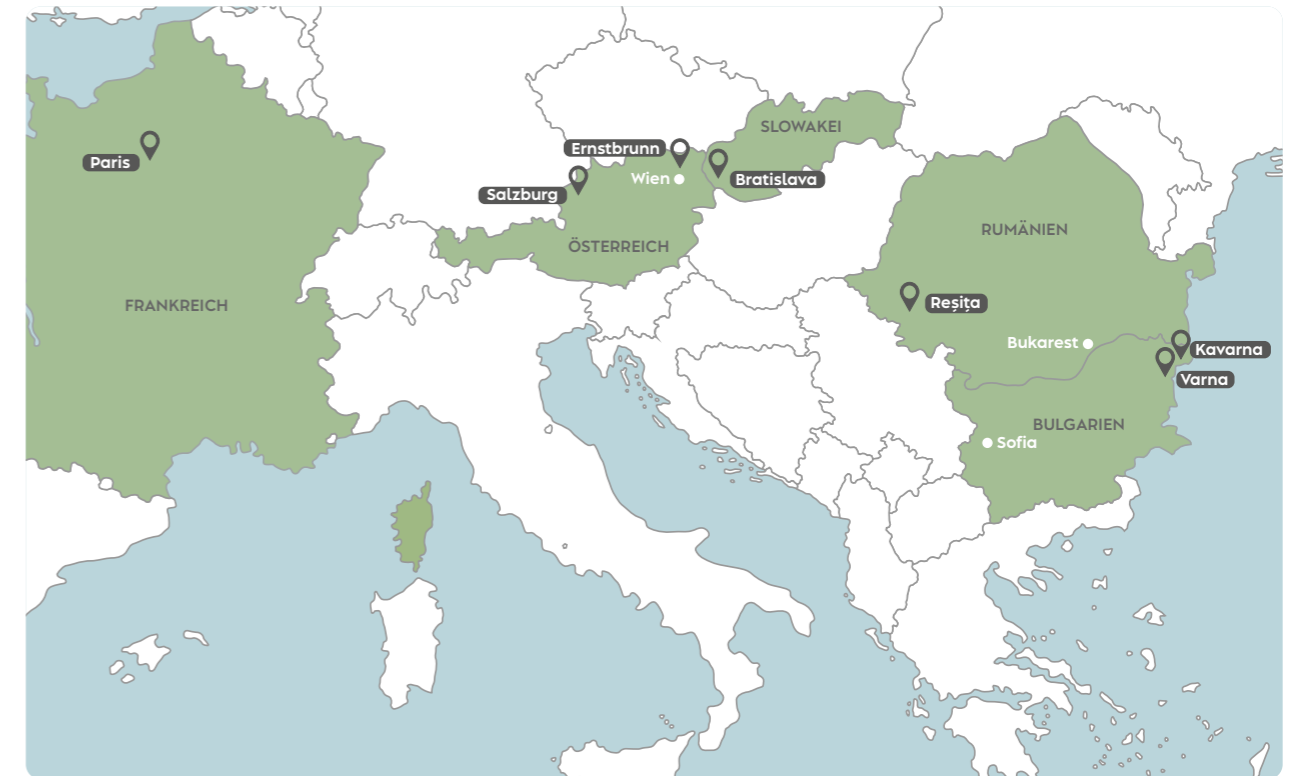 SLOWAKEI
Ernstbrunn
Paris
Wien
Bratislava
Salzburg
RUMÄNIEN
ÖSTERREICH
FRANKREICH
Reșița
Bukarest
Kavarna
Varna
BULGARIEN
Sofia